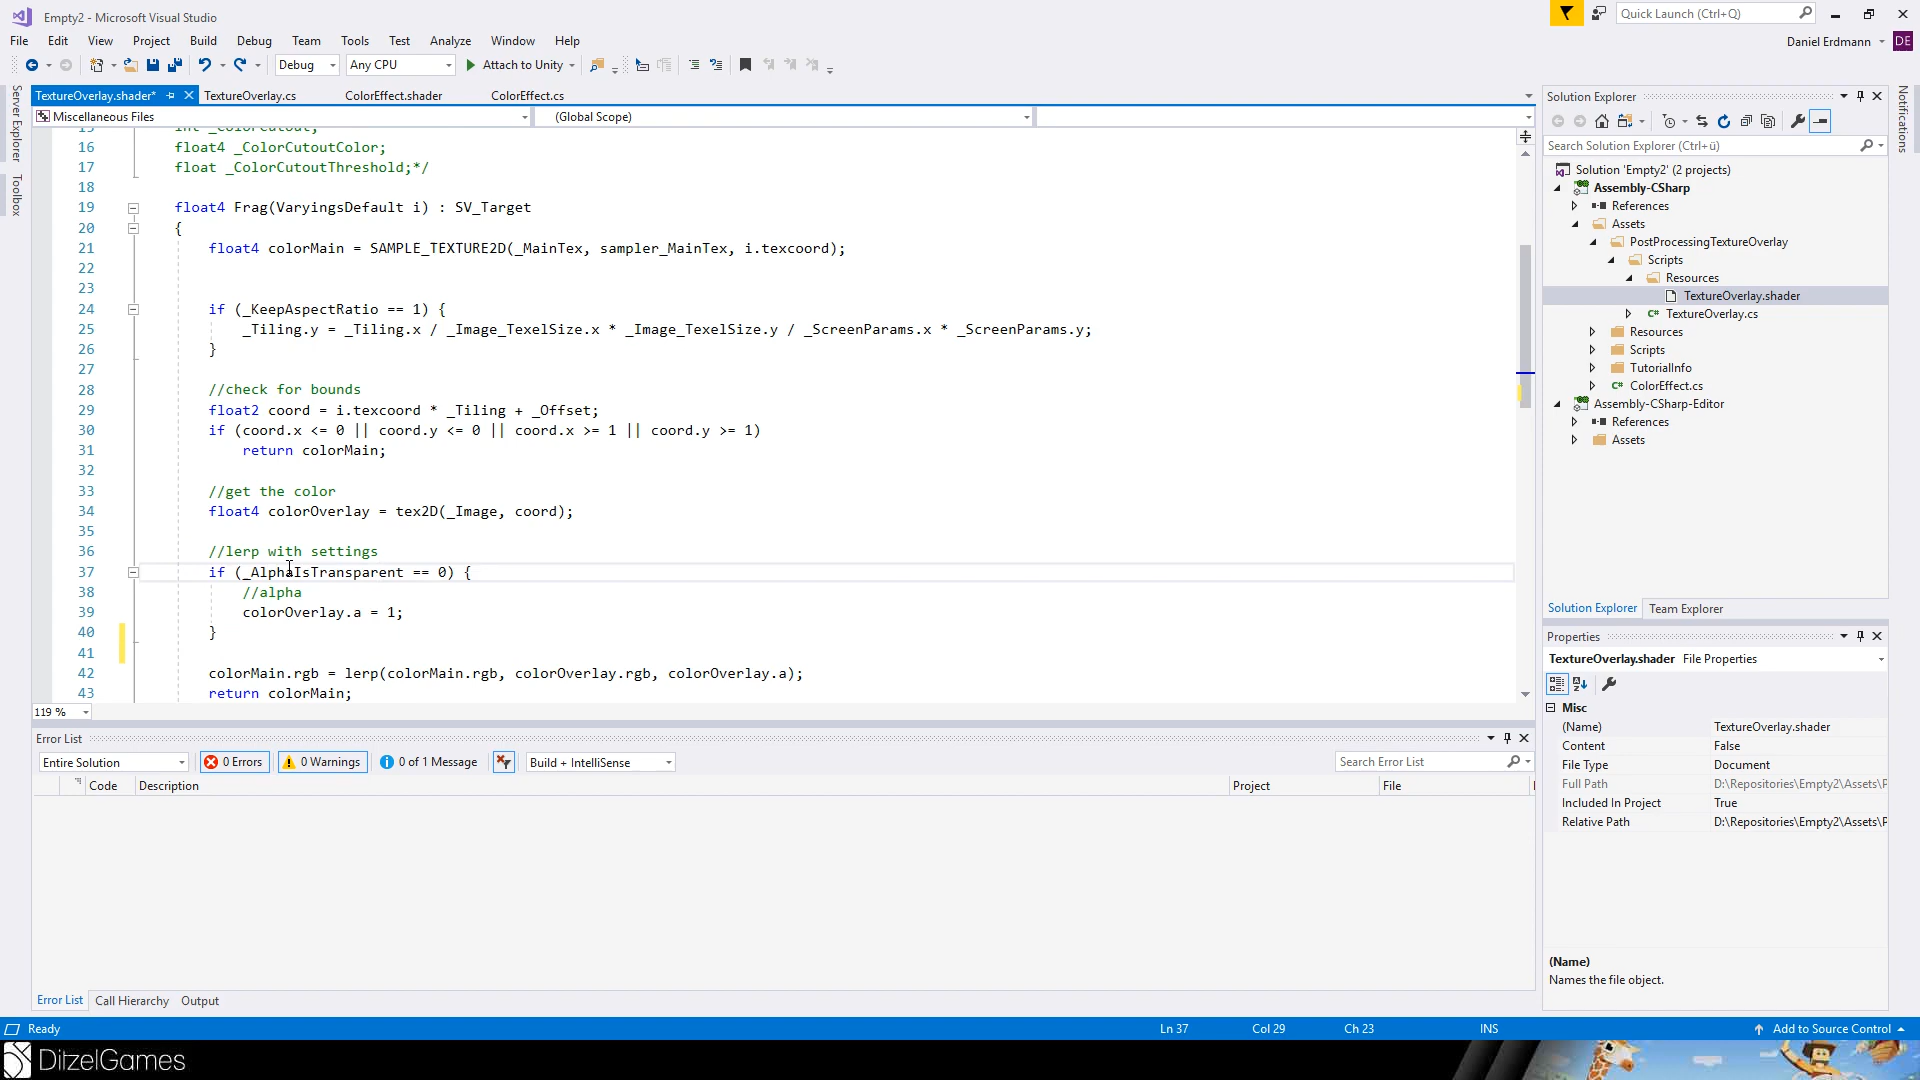 Empty2 - Microsoft Visual Studio
Quick Launch (Ctrl+Q)
File Edit View Project Build Debug Team Tools Test Analyze Window Help
Daniel Erdmann DE
Debug Any CPU Attach to Unity
Server Explorer
Toolbox
Notifications
TextureOverlay.shader* TextureOverlay.cs ColorEffect.shader ColorEffect.cs
Miscellaneous Files (Global Scope)
15 int _ColorCutout;
16 float4 _ColorCutoutColor;
17 float _ColorCutoutThreshold;*/
18
19 float4 Frag(VaryingsDefault i) : SV_Target
20 {
21 float4 colorMain = SAMPLE_TEXTURE2D(_MainTex, sampler_MainTex, i.texcoord);
22
23
24 if (_KeepAspectRatio == 1) {
25 _Tiling.y = _Tiling.x / _Image_TexelSize.x * _Image_TexelSize.y / _ScreenParams.x * _ScreenParams.y;
26 }
27
28 //check for bounds
29 float2 coord = i.texcoord * _Tiling + _Offset;
30 if (coord.x <= 0 || coord.y <= 0 || coord.x >= 1 || coord.y >= 1)
31 return colorMain;
32
33 //get the color
34 float4 colorOverlay = tex2D(_Image, coord);
35
36 //lerp with settings
37 if (_AlphaIsTransparent == 0) {
38 //alpha
39 colorOverlay.a = 1;
40 }
41
42 colorMain.rgb = lerp(colorMain.rgb, colorOverlay.rgb, colorOverlay.a);
43 return colorMain;
119 %
Error List
Entire Solution 0 Errors 0 Warnings 0 of 1 Message Build + IntelliSense Search Error List
Code Description Project File
Error List Call Hierarchy Output
Solution Explorer
Search Solution Explorer (Ctrl+ü)
Solution 'Empty2' (2 projects)
Assembly-CSharp
References
Assets
PostProcessingTextureOverlay
Scripts
Resources
TextureOverlay.shader
TextureOverlay.cs
Resources
Scripts
TutorialInfo
ColorEffect.cs
Assembly-CSharp-Editor
References
Assets
Solution Explorer Team Explorer
Properties
TextureOverlay.shader File Properties
Misc
(Name) TextureOverlay.shader
Content False
File Type Document
Full Path D:\Repositories\Empty2\Assets\P
Included In Project True
Relative Path D:\Repositories\Empty2\Assets\P
(Name)
Names the file object.
Ready Ln 37 Col 29 Ch 23 INS Add to Source Control
DitzelGames